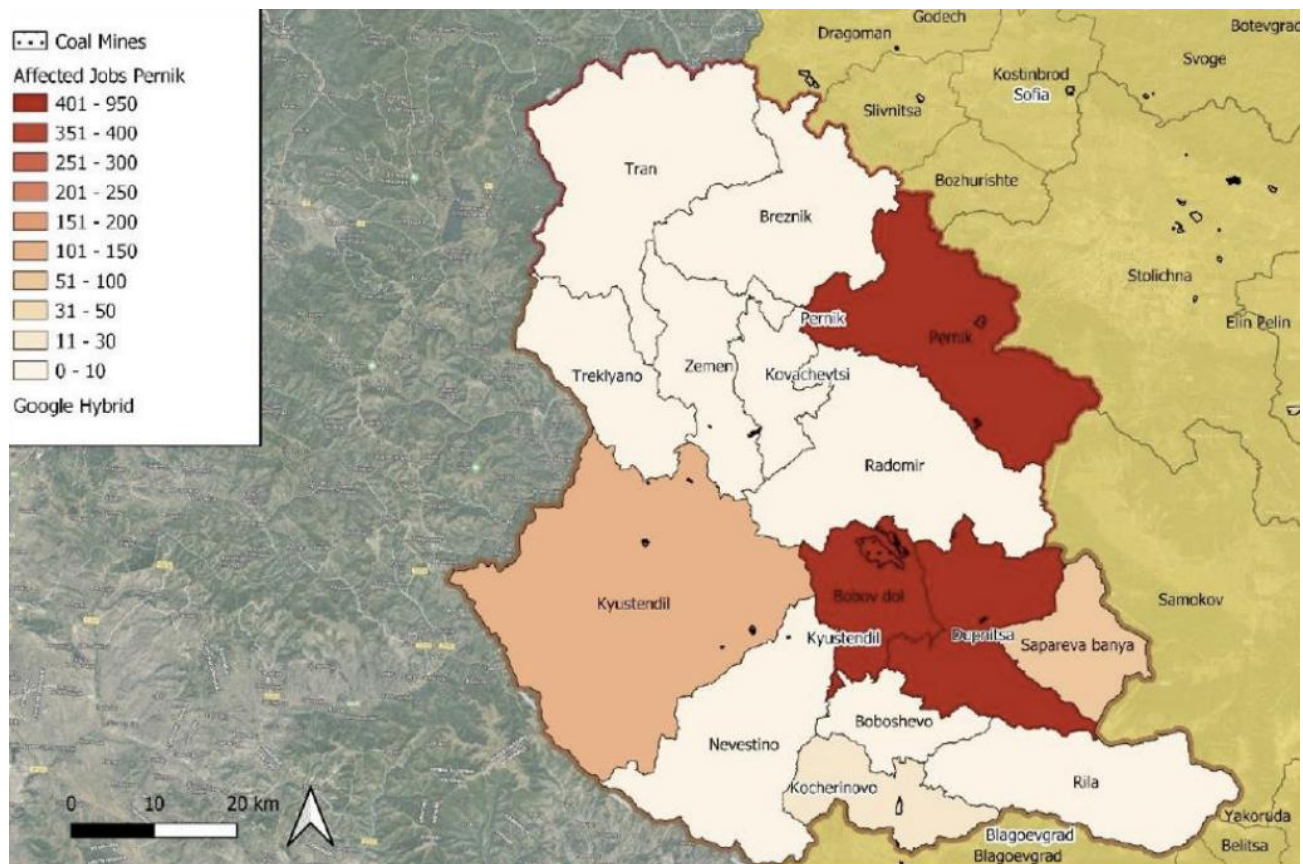 Coal Mines
Affected Jobs Pernik
401 - 950
351 - 400
251 - 300
201 - 250
151 - 200
101 - 150
51 - 100
31 - 50
11 - 30
0 - 10
Google Hybrid
Godech
Botevgrad
Dragoman
Svoge
Kostinbrod
Sofia
Slivnitsa
Tran
Bozhurishte
Breznik
Stolichna
Pernik
Elin Pelin
Pernik
Zemen
Kovachevtsi
Treklyano
Radomir
Bobov dol
Samokov
Kyustendil
Kyustendil
Dupnitsa
Sapareva banya
Boboshevo
Nevestino
Rila
Kocherinovo
0 10 20 km
Yakoruda
Blagoevgrad
Belitsa
Blagoevgrad